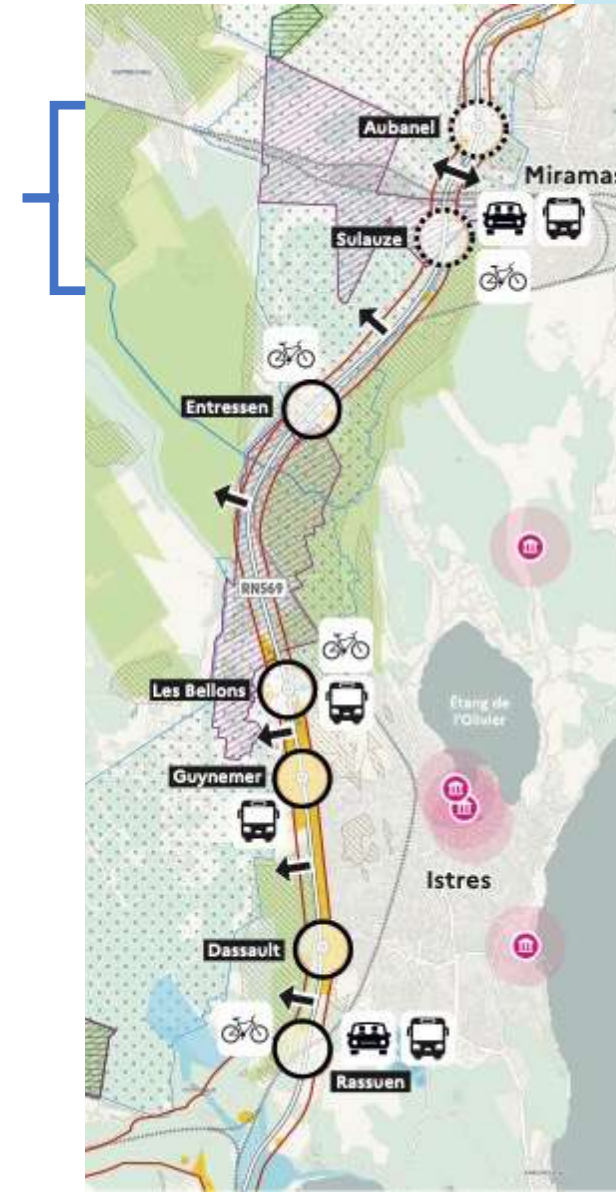 Aubanel
Miramas
Sulauze
Entressen
RN569
Les Bellons
Étang de
l'Olivier
Guynemer
Istres
Dassault
Rassuen